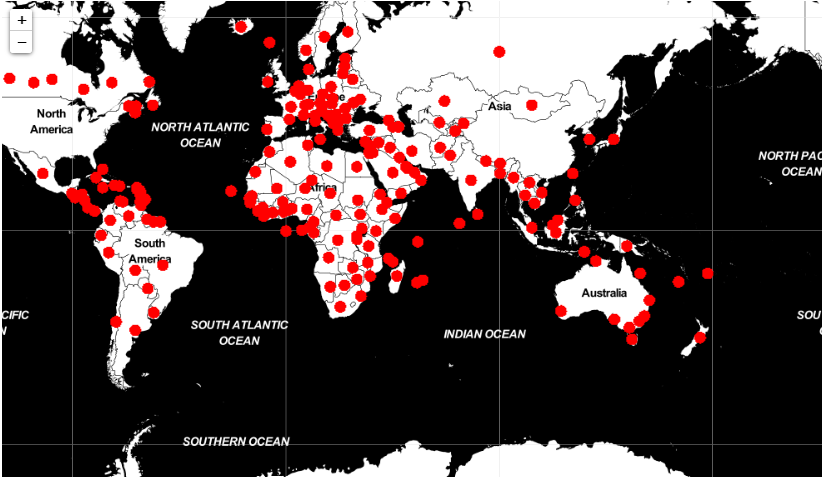 +
−
North
America
Asia
NORTH ATLANTIC
OCEAN
NORTH PAC
OCEAN
Africa
South
America
Australia
CIFIC
N
SOUTH ATLANTIC
OCEAN
INDIAN OCEAN
SOU
SOUTHERN OCEAN